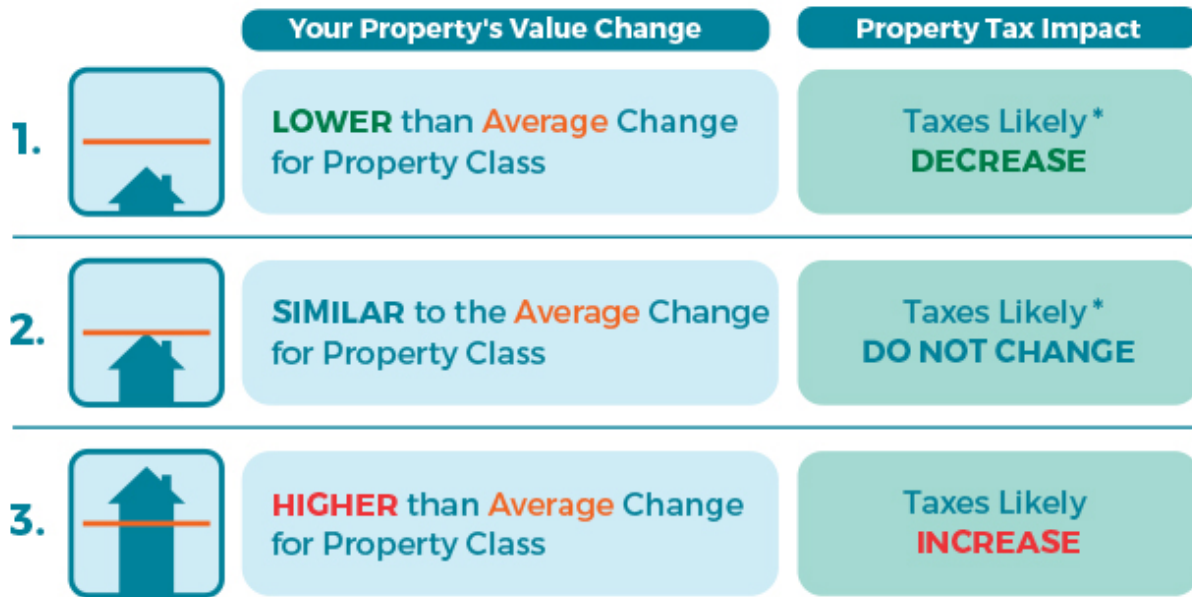 Your Property's Value Change
Property Tax Impact
1.
LOWER than Average Change
for Property Class
Taxes Likely *
DECREASE
2.
SIMILAR to the Average Change
for Property Class
Taxes Likely *
DO NOT CHANGE
3.
HIGHER than Average Change
for Property Class
Taxes Likely
INCREASE